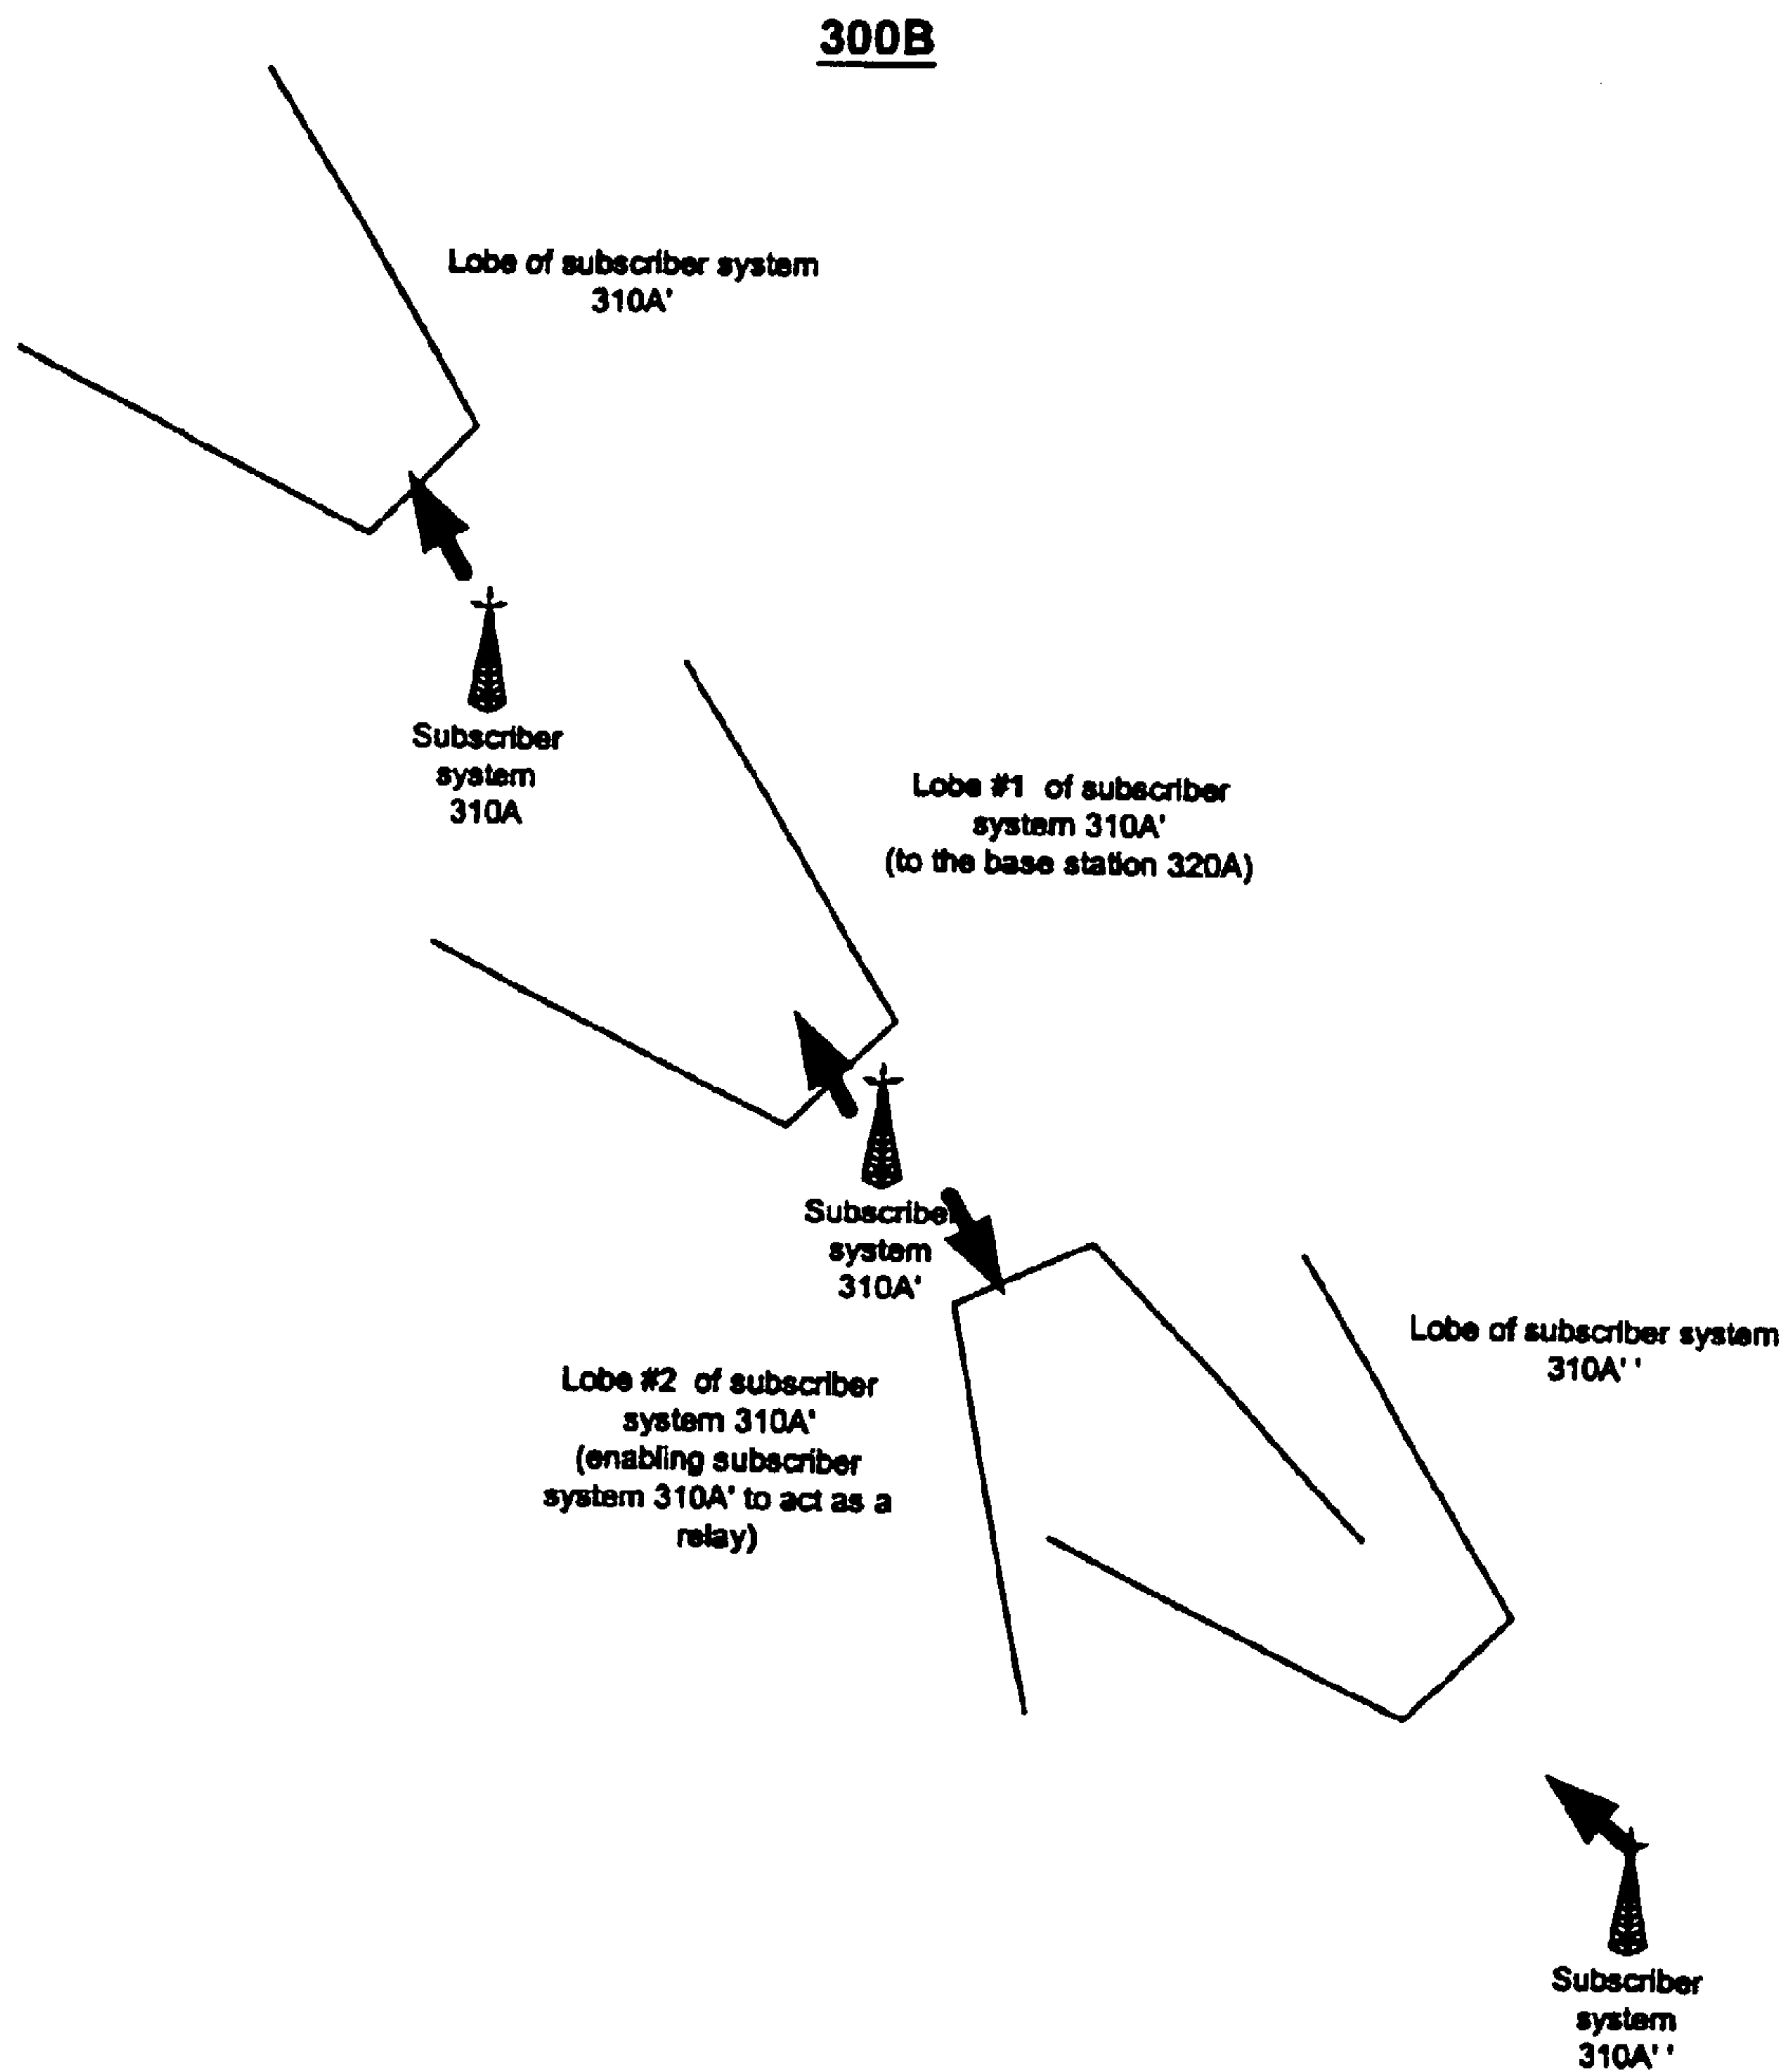 300B
Lobe of subscriber system
310A'
Subscriber
system
310A
Lobe #1 of subscriber
system 310A'
(to the base station 320A)
Subscriber
system
310A'
Lobe of subscriber system
310A''
Lobe #2 of subscriber
system 310A'
(enabling subscriber
system 310A' to act as a
relay)
Subscriber
system
310A''